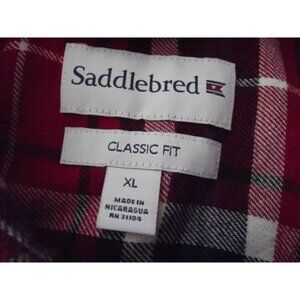 Saddlebred
CLASSIC FIT
XL
MADE IN
NICARAGUA
RN 31104